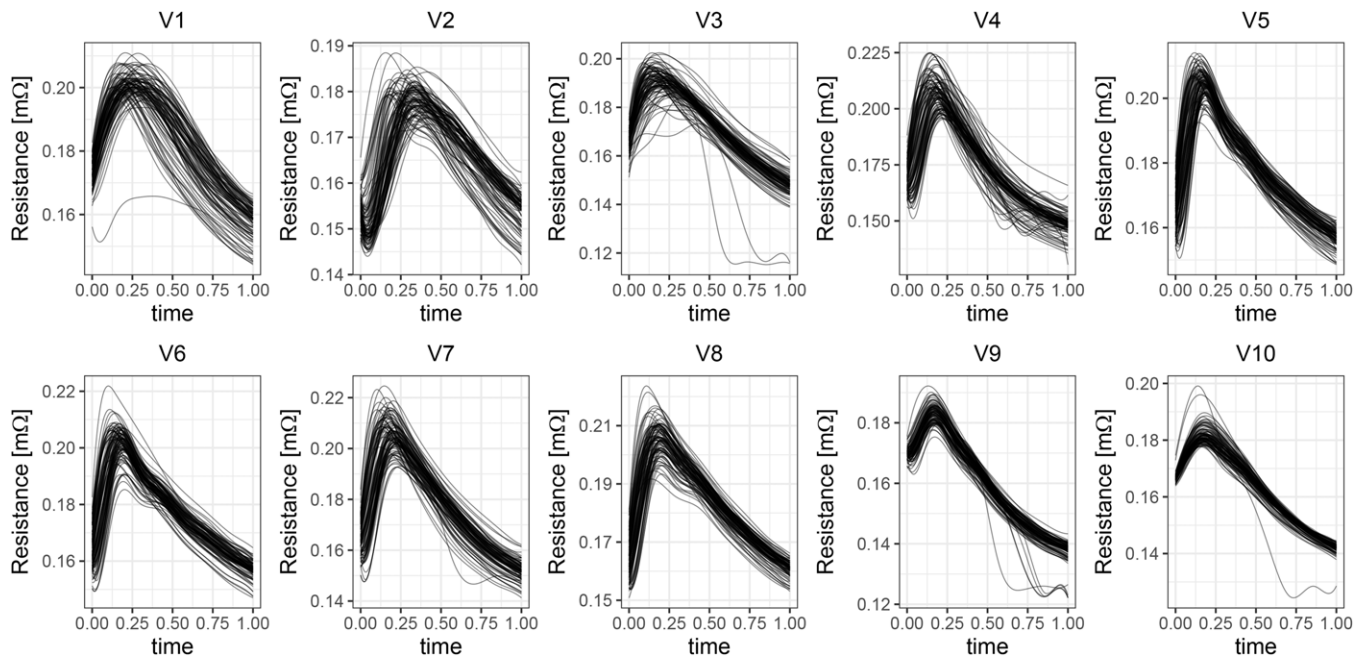 V1 V2 V3 V4 V5
Resistance [mΩ] 0.20 0.18 0.16
Resistance [mΩ] 0.19 0.18 0.17 0.16 0.15 0.14
Resistance [mΩ] 0.20 0.18 0.16 0.14 0.12
Resistance [mΩ] 0.225 0.200 0.175 0.150
Resistance [mΩ] 0.20 0.18 0.16
0.00 0.25 0.50 0.75 1.00 0.00 0.25 0.50 0.75 1.00 0.00 0.25 0.50 0.75 1.00 0.00 0.25 0.50 0.75 1.00 0.00 0.25 0.50 0.75 1.00
time time time time time
V6 V7 V8 V9 V10
Resistance [mΩ] 0.22 0.20 0.18 0.16
Resistance [mΩ] 0.22 0.20 0.18 0.16 0.14
Resistance [mΩ] 0.21 0.19 0.17 0.15
Resistance [mΩ] 0.18 0.16 0.14 0.12
Resistance [mΩ] 0.20 0.18 0.16 0.14
0.00 0.25 0.50 0.75 1.00 0.00 0.25 0.50 0.75 1.00 0.00 0.25 0.50 0.75 1.00 0.00 0.25 0.50 0.75 1.00 0.00 0.25 0.50 0.75 1.00
time time time time time